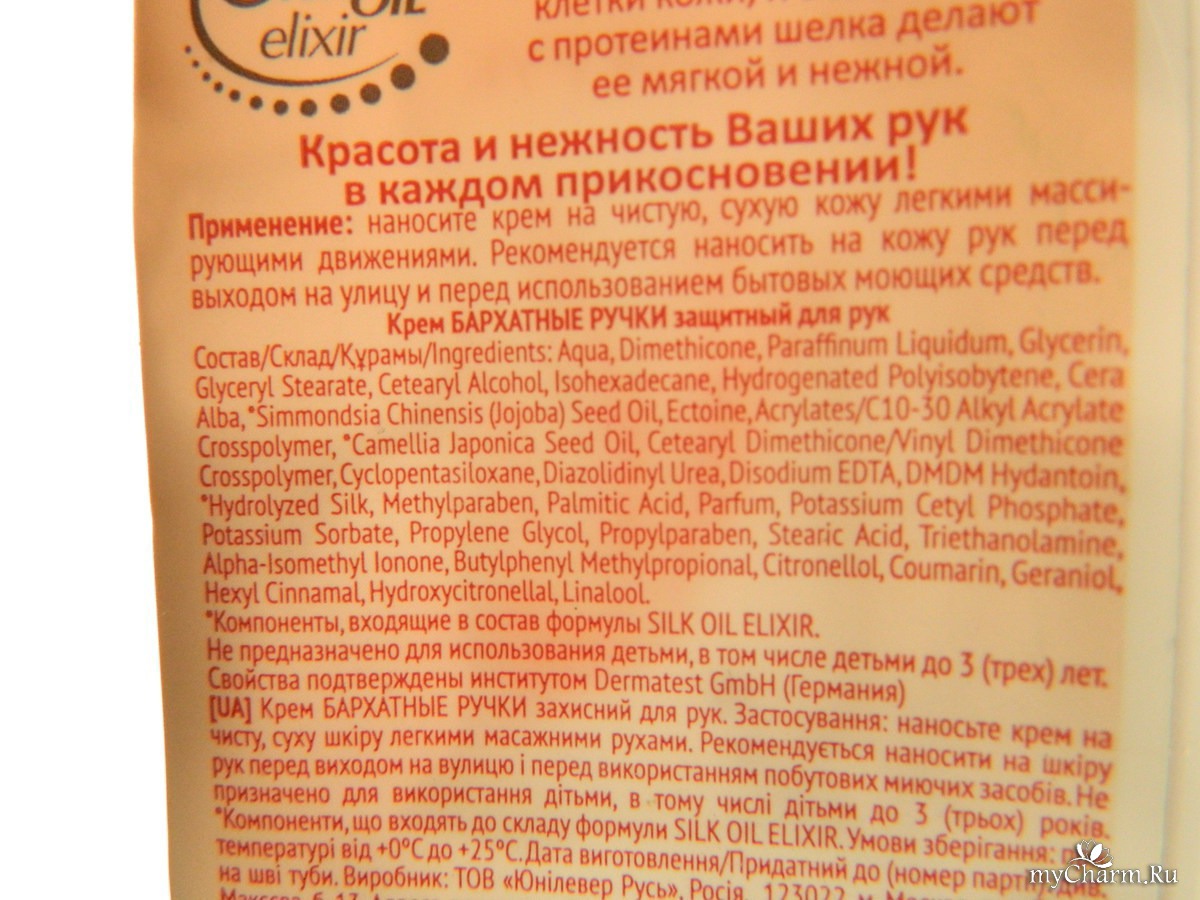 OIL
elixir
клетки кожи,
с протеинами шелка делают
ее мягкой и нежной.
Красота и нежность Ваших рук
в каждом прикосновении!
Применение: наносите крем на чистую, сухую кожу легкими масси-
рующими движениями. Рекомендуется наносить на кожу рук перед
выходом на улицу и перед использованием бытовых моющих средств.
Крем БАРХАТНЫЕ РУЧКИ защитный для рук
Состав/Склад/Құрамы/Ingredients: Aqua, Dimethicone, Paraffinum Liquidum, Glycerin,
Glyceryl Stearate, Cetearyl Alcohol, Isohexadecane, Hydrogenated Polyisobytene, Cera
Alba, *Simmondsia Chinensis (Jojoba) Seed Oil, Ectoine, Acrylates/C10-30 Alkyl Acrylate
Crosspolymer, *Camellia Japonica Seed Oil, Cetearyl Dimethicone/Vinyl Dimethicone
Crosspolymer, Cyclopentasiloxane, Diazolidinyl Urea, Disodium EDTA, DMDM Hydantoin,
*Hydrolyzed Silk, Methylparaben, Palmitic Acid, Parfum, Potassium Cetyl Phosphate,
Potassium Sorbate, Propylene Glycol, Propylparaben, Stearic Acid, Triethanolamine,
Alpha-Isomethyl Ionone, Butylphenyl Methylpropional, Citronellol, Coumarin, Geraniol,
Hexyl Cinnamal, Hydroxycitronellal, Linalool.
*Компоненты, входящие в состав формулы SILK OIL ELIXIR.
Не предназначено для использования детьми, в том числе детьми до 3 (трех) лет.
Свойства подтверждены институтом Dermatest GmbH (Германия)
[UA] Крем БАРХАТНЫЕ РУЧКИ захисний для рук. Застосування: наносьте крем на
чисту, суху шкіру легкими масажними рухами. Рекомендується наносити на шкіру
рук перед виходом на вулицю і перед використанням побутових миючих засобів. Не
призначено для використання дітьми, в тому числі дітьми до 3 (трьох) років.
*Компоненти, що входять до складу формули SILK OIL ELIXIR. Умови зберігання:
температурі від +0°C до +25°C. Дата виготовлення/Придатний до (номер партії)
на шві туби. Виробник: ТОВ «Юнілевер Русь», Росія, 123022, м.
myCharm.Ru